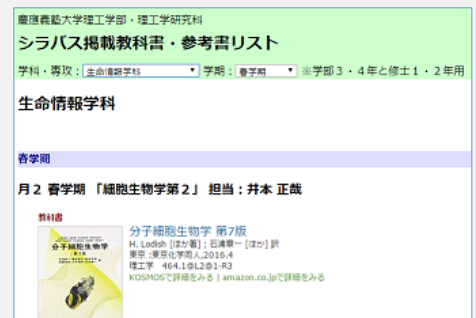 慶應義塾大学理工学部・理工学研究科
シラバス掲載教科書・参考書リスト
学科・専攻： 生命情報学科 学期： 春学期 ※学部３・４年と修士１・２年用
生命情報学科
春学期
月２ 春学期 「細胞生物学第２」 担当：井本 正哉
教科書
分子細胞生物学 第7版
H. Lodish [ほか著] ; 石浦章一 [ほか] 訳
東京 :東京化学同人,2016.4
理工学 464.1@L2@1-R3
KOSMOSで詳細をみる | amazon.co.jpで詳細をみる
分子細胞生物学